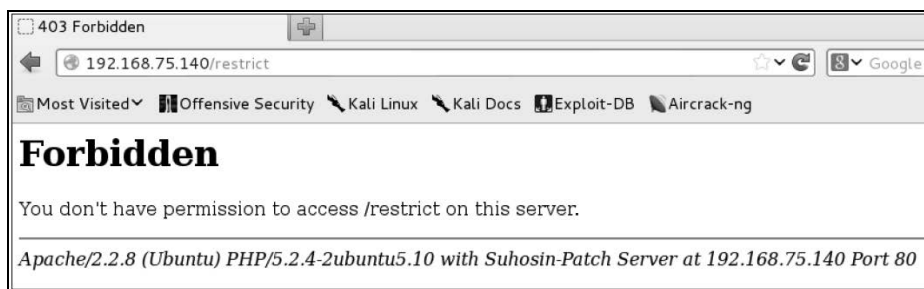 403 Forbidden
192.168.75.140/restrict
8 Google
Most Visited Offensive Security Kali Linux Kali Docs Exploit-DB Aircrack-ng
Forbidden
You don't have permission to access /restrict on this server.
Apache/2.2.8 (Ubuntu) PHP/5.2.4-2ubuntu5.10 with Suhosin-Patch Server at 192.168.75.140 Port 80